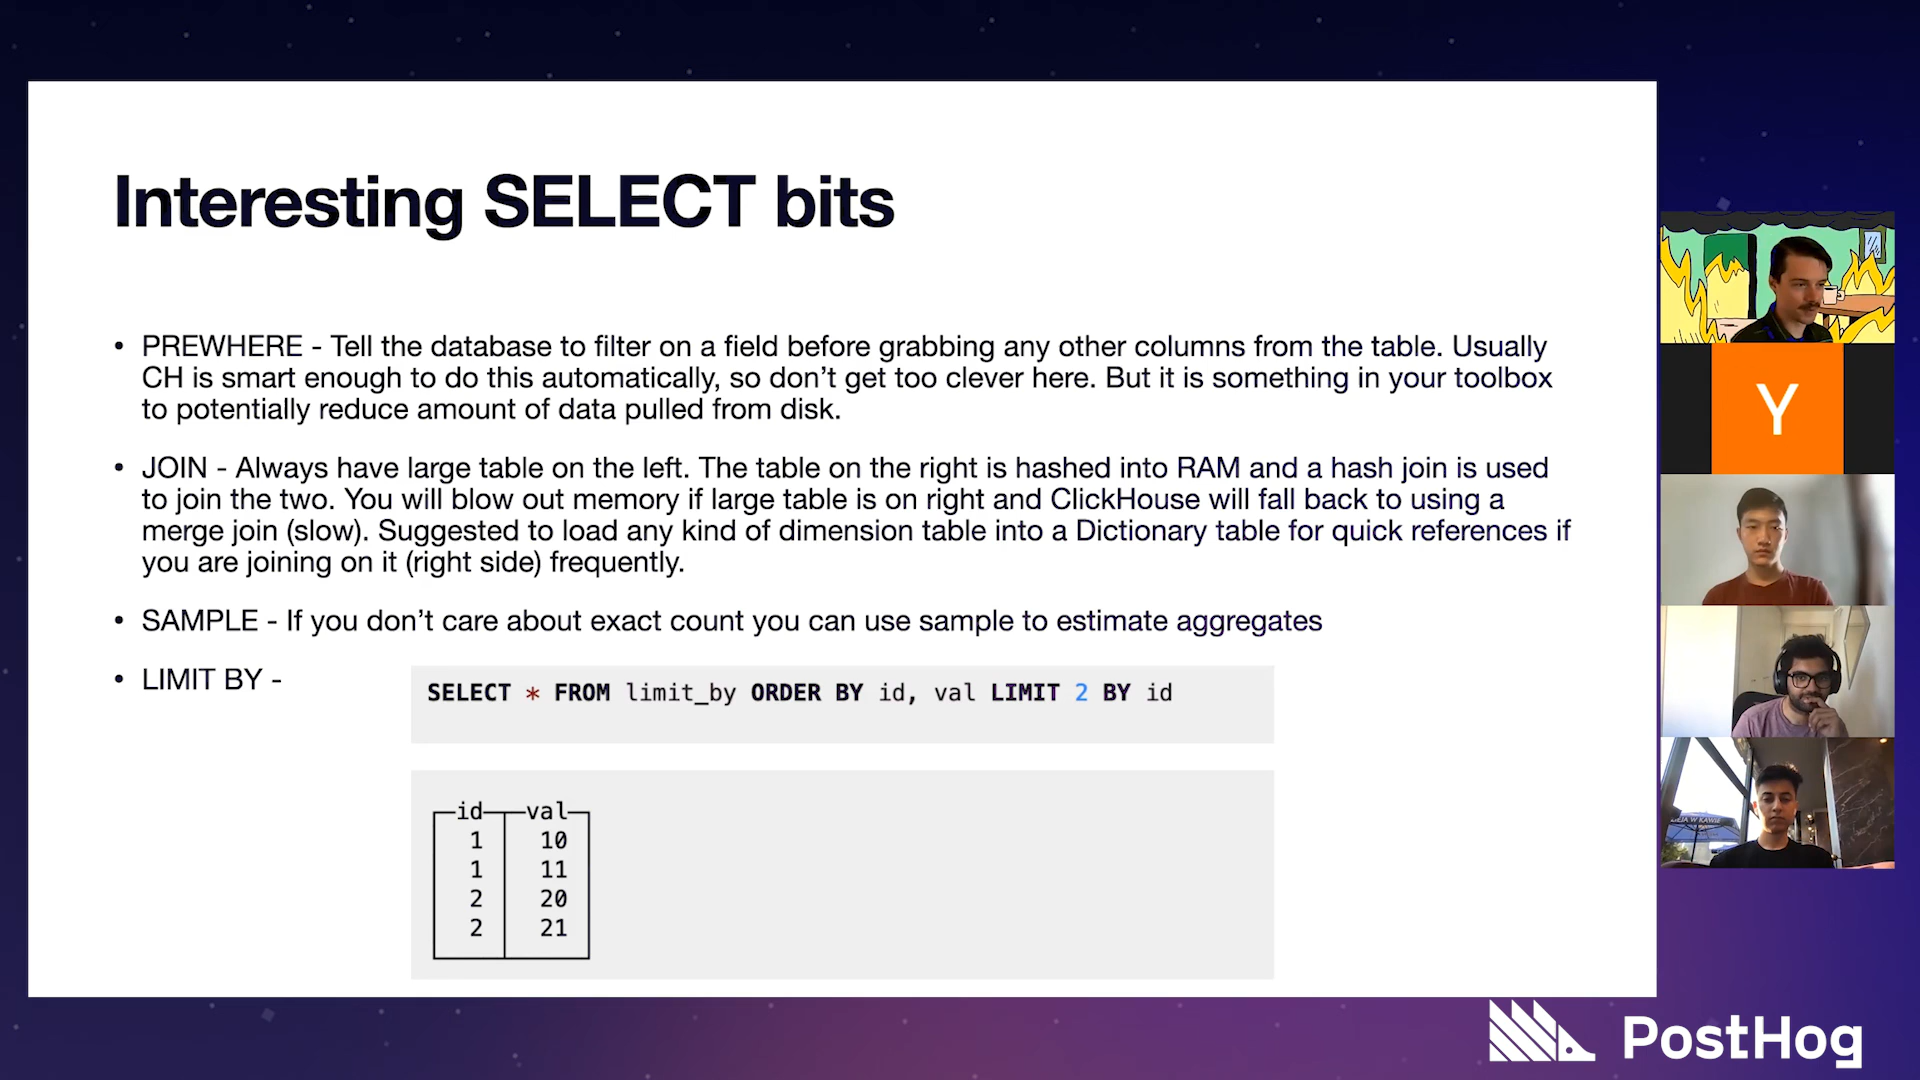 Interesting SELECT bits
• PREWHERE - Tell the database to filter on a field before grabbing any other columns from the table. Usually
CH is smart enough to do this automatically, so don’t get too clever here. But it is something in your toolbox
to potentially reduce amount of data pulled from disk.
• JOIN - Always have large table on the left. The table on the right is hashed into RAM and a hash join is used
to join the two. You will blow out memory if large table is on right and ClickHouse will fall back to using a
merge join (slow). Suggested to load any kind of dimension table into a Dictionary table for quick references if
you are joining on it (right side) frequently.
• SAMPLE - If you don’t care about exact count you can use sample to estimate aggregates
• LIMIT BY -
SELECT * FROM limit_by ORDER BY id, val LIMIT 2 BY id
id val
1 10
1 11
2 20
2 21
Y
PostHog